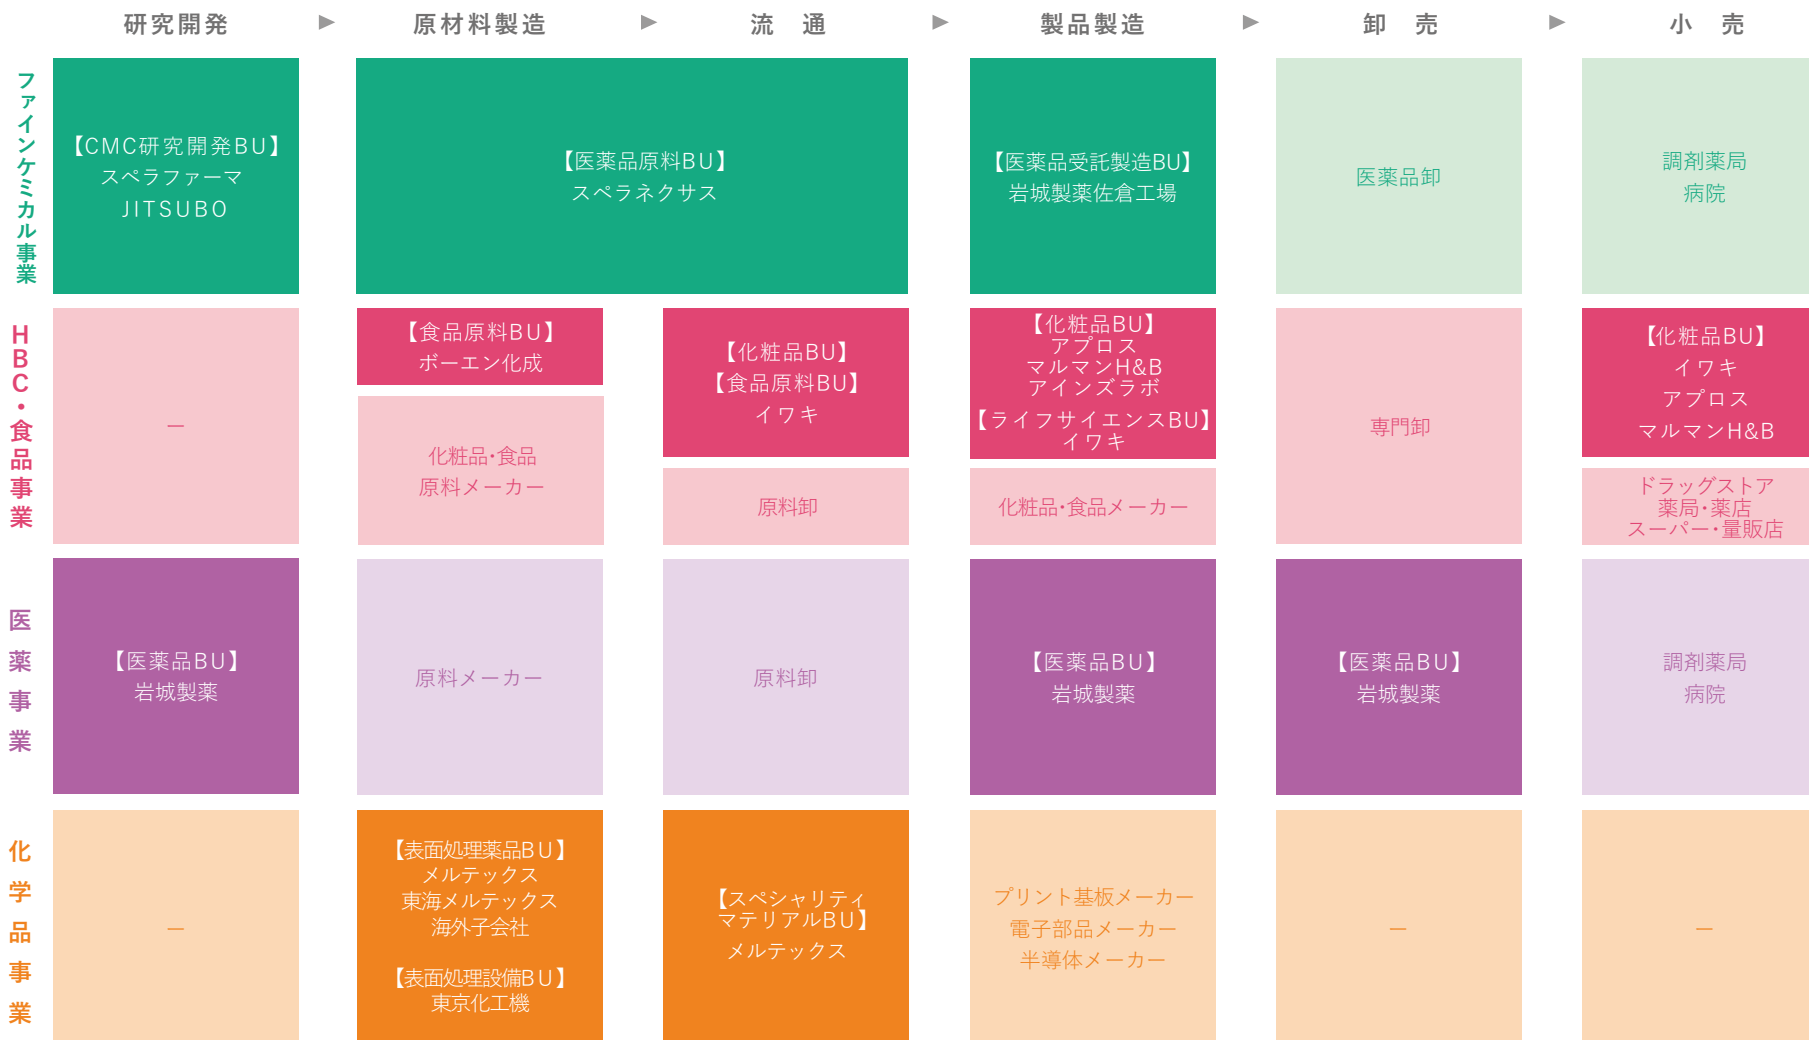 研究開発 ▶ 原材料製造 ▶ 流通 ▶ 製品製造 ▶ 卸売 ▶ 小売
ファインケミカル事業
【CMC研究開発BU】
スペラファーマ
JITSUBO
【医薬品原料BU】
スペラネクサス
【医薬品受託製造BU】
岩城製薬佐倉工場
医薬品卸
調剤薬局
病院
HBC・食品事業
－
【食品原料BU】
ボーエン化成
化粧品・食品
原料メーカー
【化粧品BU】
【食品原料BU】
イワキ
原料卸
【化粧品BU】
アプロス
マルマンH&B
アインズラボ
【ライフサイエンスBU】
イワキ
化粧品・食品メーカー
専門卸
【化粧品BU】
イワキ
アプロス
マルマンH&B
ドラッグストア
薬局・薬店
スーパー・量販店
医薬事業
【医薬品BU】
岩城製薬
原料メーカー
原料卸
【医薬品BU】
岩城製薬
【医薬品BU】
岩城製薬
調剤薬局
病院
化学品事業
－
【表面処理薬品BU】
メルテックス
東海メルテックス
海外子会社
【表面処理設備BU】
東京化工機
【スペシャリティ
マテリアルBU】
メルテックス
プリント基板メーカー
電子部品メーカー
半導体メーカー
－
－